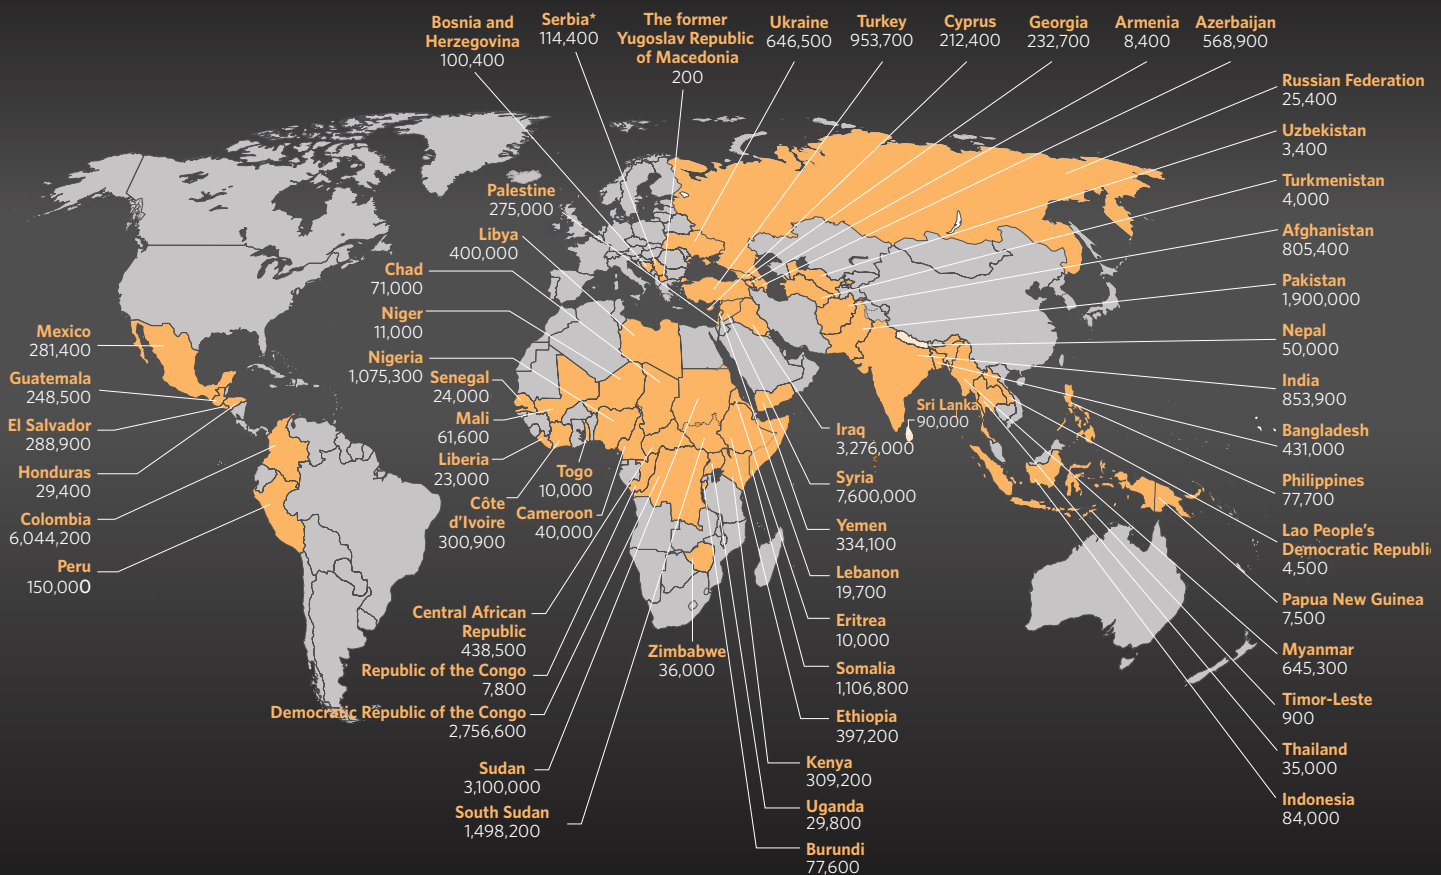 Bosnia and
Herzegovina
100,400
Serbia*
114,400
The former
Yugoslav Republic
of Macedonia
200
Ukraine
646,500
Turkey
953,700
Cyprus
212,400
Georgia
232,700
Armenia
8,400
Azerbaijan
568,900
Russian Federation
25,400
Uzbekistan
3,400
Turkmenistan
4,000
Afghanistan
805,400
Pakistan
1,900,000
Nepal
50,000
India
853,900
Bangladesh
431,000
Philippines
77,700
Lao People's
Democratic Republi
4,500
Papua New Guinea
7,500
Myanmar
645,300
Timor-Leste
900
Thailand
35,000
Indonesia
84,000
Sri Lanka
90,000
Palestine
275,000
Libya
400,000
Chad
71,000
Niger
11,000
Nigeria
1,075,300
Senegal
24,000
Mali
61,600
Liberia
23,000
Côte
d'Ivoire
300,900
Togo
10,000
Cameroon
40,000
Mexico
281,400
Guatemala
248,500
El Salvador
288,900
Honduras
29,400
Colombia
6,044,200
Peru
150,000
Central African
Republic
438,500
Republic of the Congo
7,800
Democratic Republic of the Congo
2,756,600
Sudan
3,100,000
South Sudan
1,498,200
Zimbabwe
36,000
Iraq
3,276,000
Syria
7,600,000
Yemen
334,100
Lebanon
19,700
Eritrea
10,000
Somalia
1,106,800
Ethiopia
397,200
Kenya
309,200
Uganda
29,800
Burundi
77,600